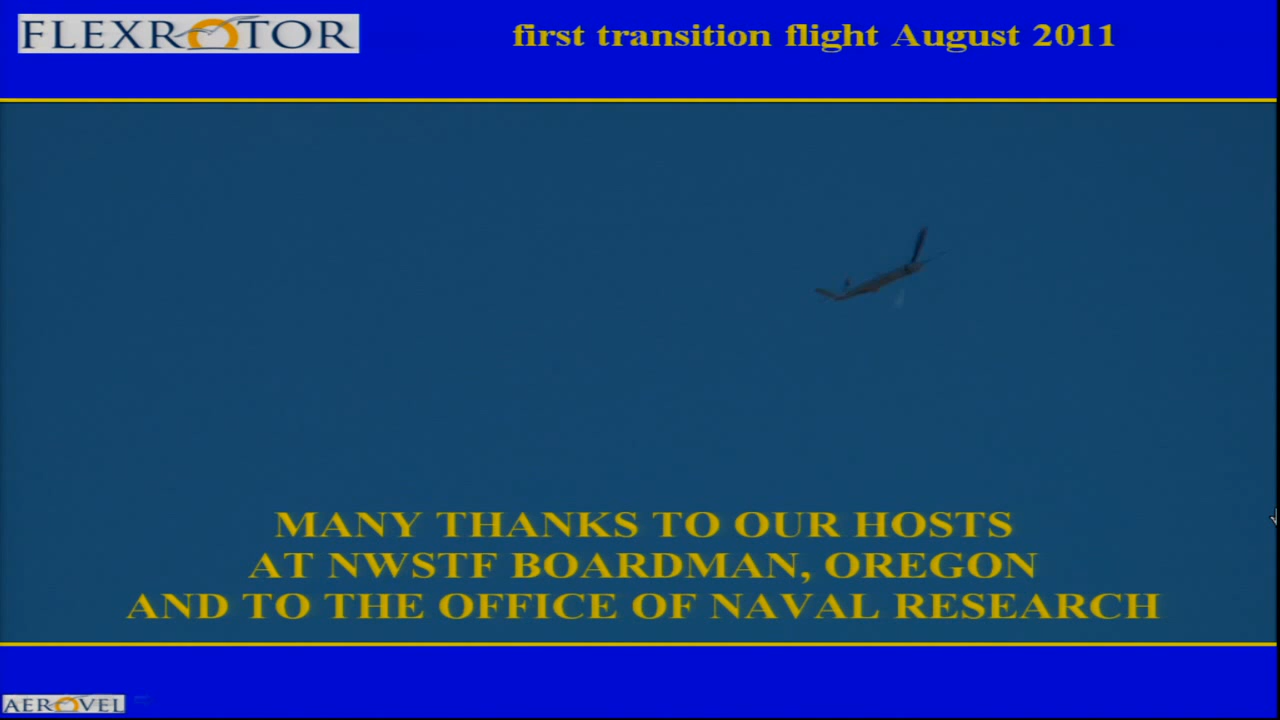 FLEXROTOR
first transition flight August 2011
MANY THANKS TO OUR HOSTS
AT NWSTF BOARDMAN, OREGON
AND TO THE OFFICE OF NAVAL RESEARCH
AEROVEL